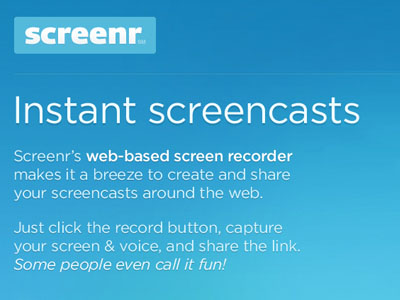 screenr
Instant screencasts
Screenr's web-based screen recorder
makes it a breeze to create and share
your screencasts around the web.
Just click the record button, capture
your screen & voice, and share the link.
Some people even call it fun!